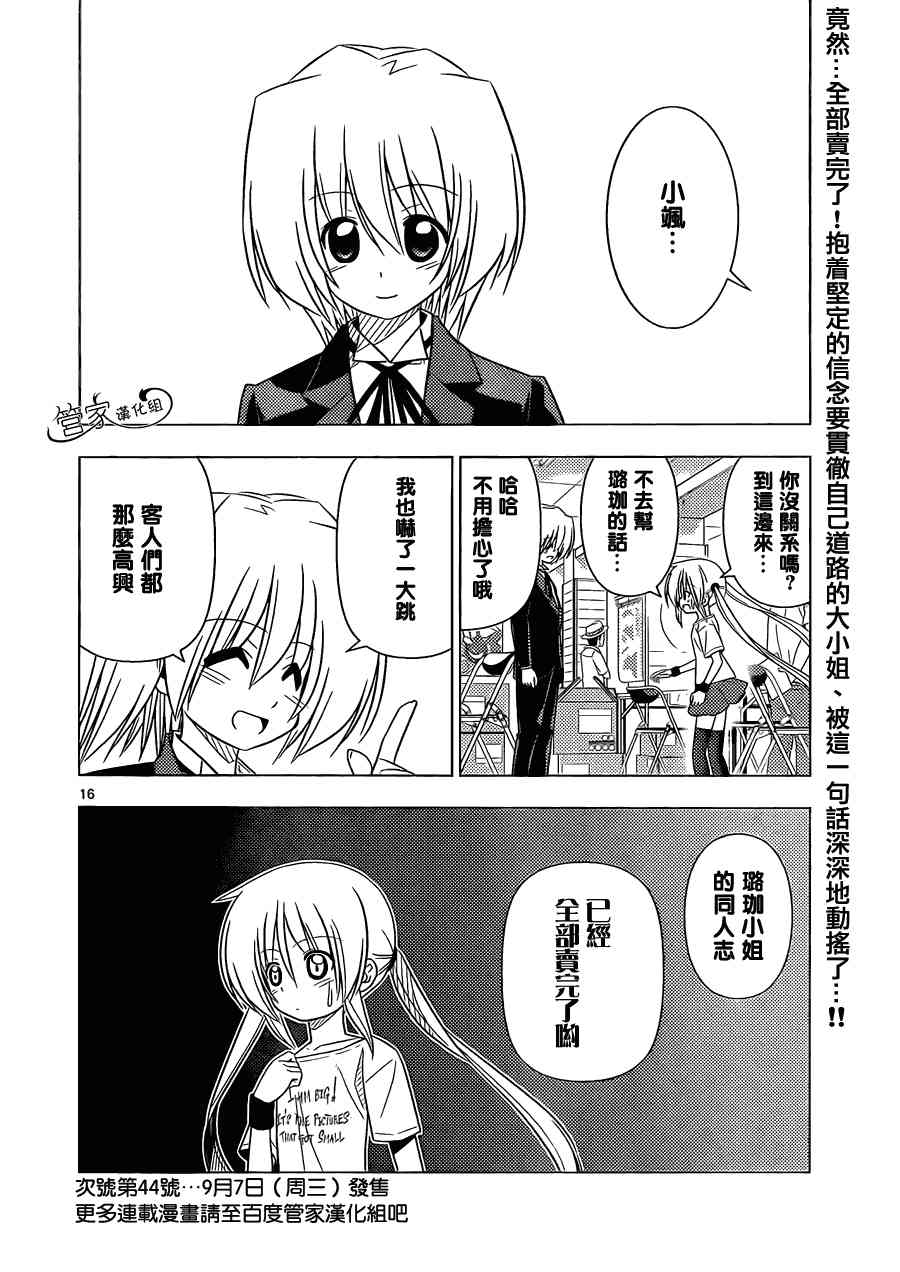 竟然…全部賣完了！抱着堅定的信念要貫徹自己道路的大小姐、被這一句話深深地動搖了…!!
小颯…
管家漢化組
你沒關系嗎？
到這邊來…
不去幫
璐珈的話…
哈哈
不用擔心了哦
我也嚇了一大跳
客人們都
那麼高興
16
璐珈小姐
的同人志
已經
全部賣完了喲
I AM BIG!
IT'S THE PICTURES
THAT GOT SMALL
次號第44號…9月7日（周三）發售
更多連載漫畫請至百度管家漢化組吧